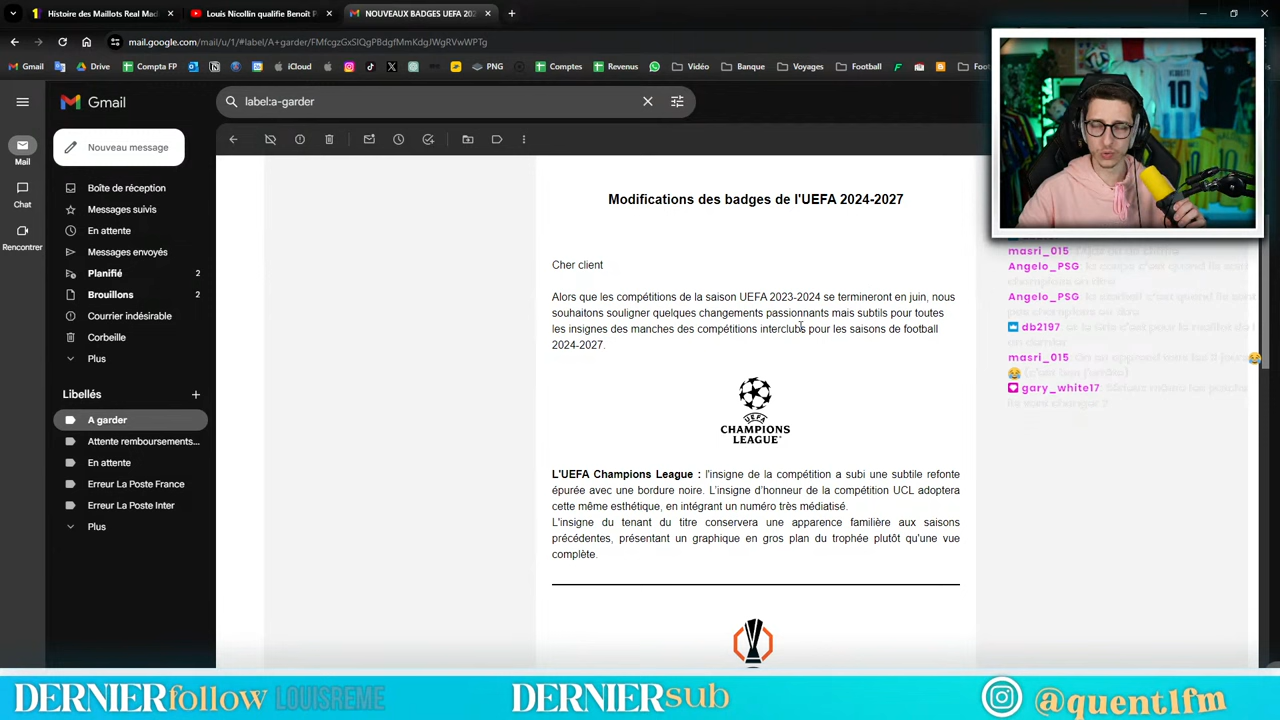 Histoire des Maillots Real Mad
Louis Nicollin qualifie Benoît P
NOUVEAUX BADGES UEFA 202
mail.google.com/mail/u/1/#label/A+garder/FMfcgzGxSlQgPBdgfMmKdgJWgRVwWPTg
Gmail
Drive
Compta FP
iCloud
PNG
Comptes
Revenus
Vidéo
Banque
Voyages
Football
Gmail
label:a-garder
Nouveau message
Mail
Chat
Rencontrer
Boîte de réception
Messages suivis
En attente
Messages envoyés
Planifié 2
Brouillons 2
Courrier indésirable
Corbeille
Plus
Libellés
A garder
Attente remboursements...
En attente
Erreur La Poste France
Erreur La Poste Inter
Plus
Modifications des badges de l'UEFA 2024-2027
Cher client
Alors que les compétitions de la saison UEFA 2023-2024 se termineront en juin, nous
souhaitons souligner quelques changements passionnants mais subtils pour toutes
les insignes des manches des compétitions interclubs pour les saisons de football
2024-2027.
UEFA
CHAMPIONS
LEAGUE
L'UEFA Champions League : l'insigne de la compétition a subi une subtile refonte
épurée avec une bordure noire. L'insigne d'honneur de la compétition UCL adoptera
cette même esthétique, en intégrant un numéro très médiatisé.
L'insigne du tenant du titre conservera une apparence familière aux saisons
précédentes, présentant un graphique en gros plan du trophée plutôt qu'une vue
complète.
10
masri_015
Angelo_PSG
Angelo_PSG
db2197
masri_015
gary_white17
DERNIERfollow LOUISREME
DERNIERsub
@quent1fm